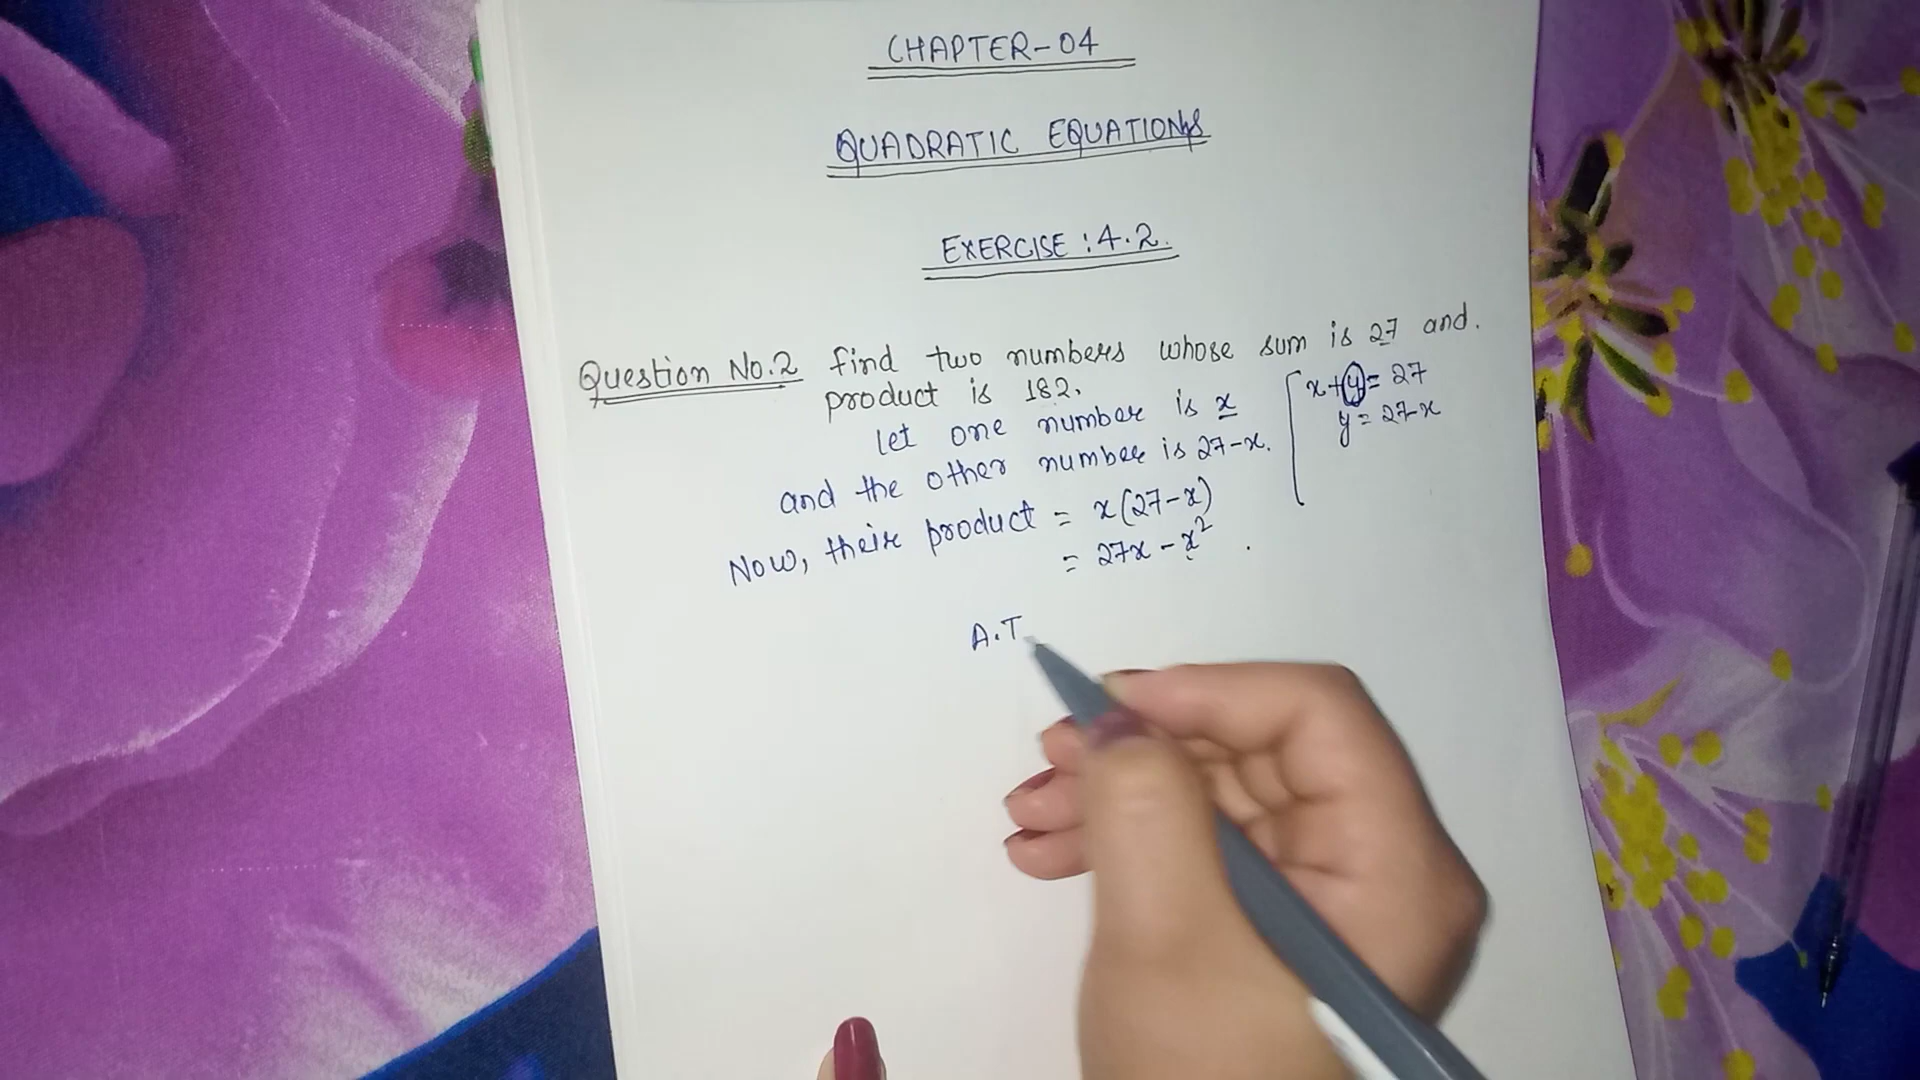 CHAPTER-04
QUADRATIC EQUATIONS
EXERCISE : 4.2.
Question No.2 find two numbers whose sum is 27 and.
product is 182.
Let one number is x
and the other number is 27-x.
x+y= 27
y = 27-x
Now, their product = x(27-x)
= 27x - x²
A.T